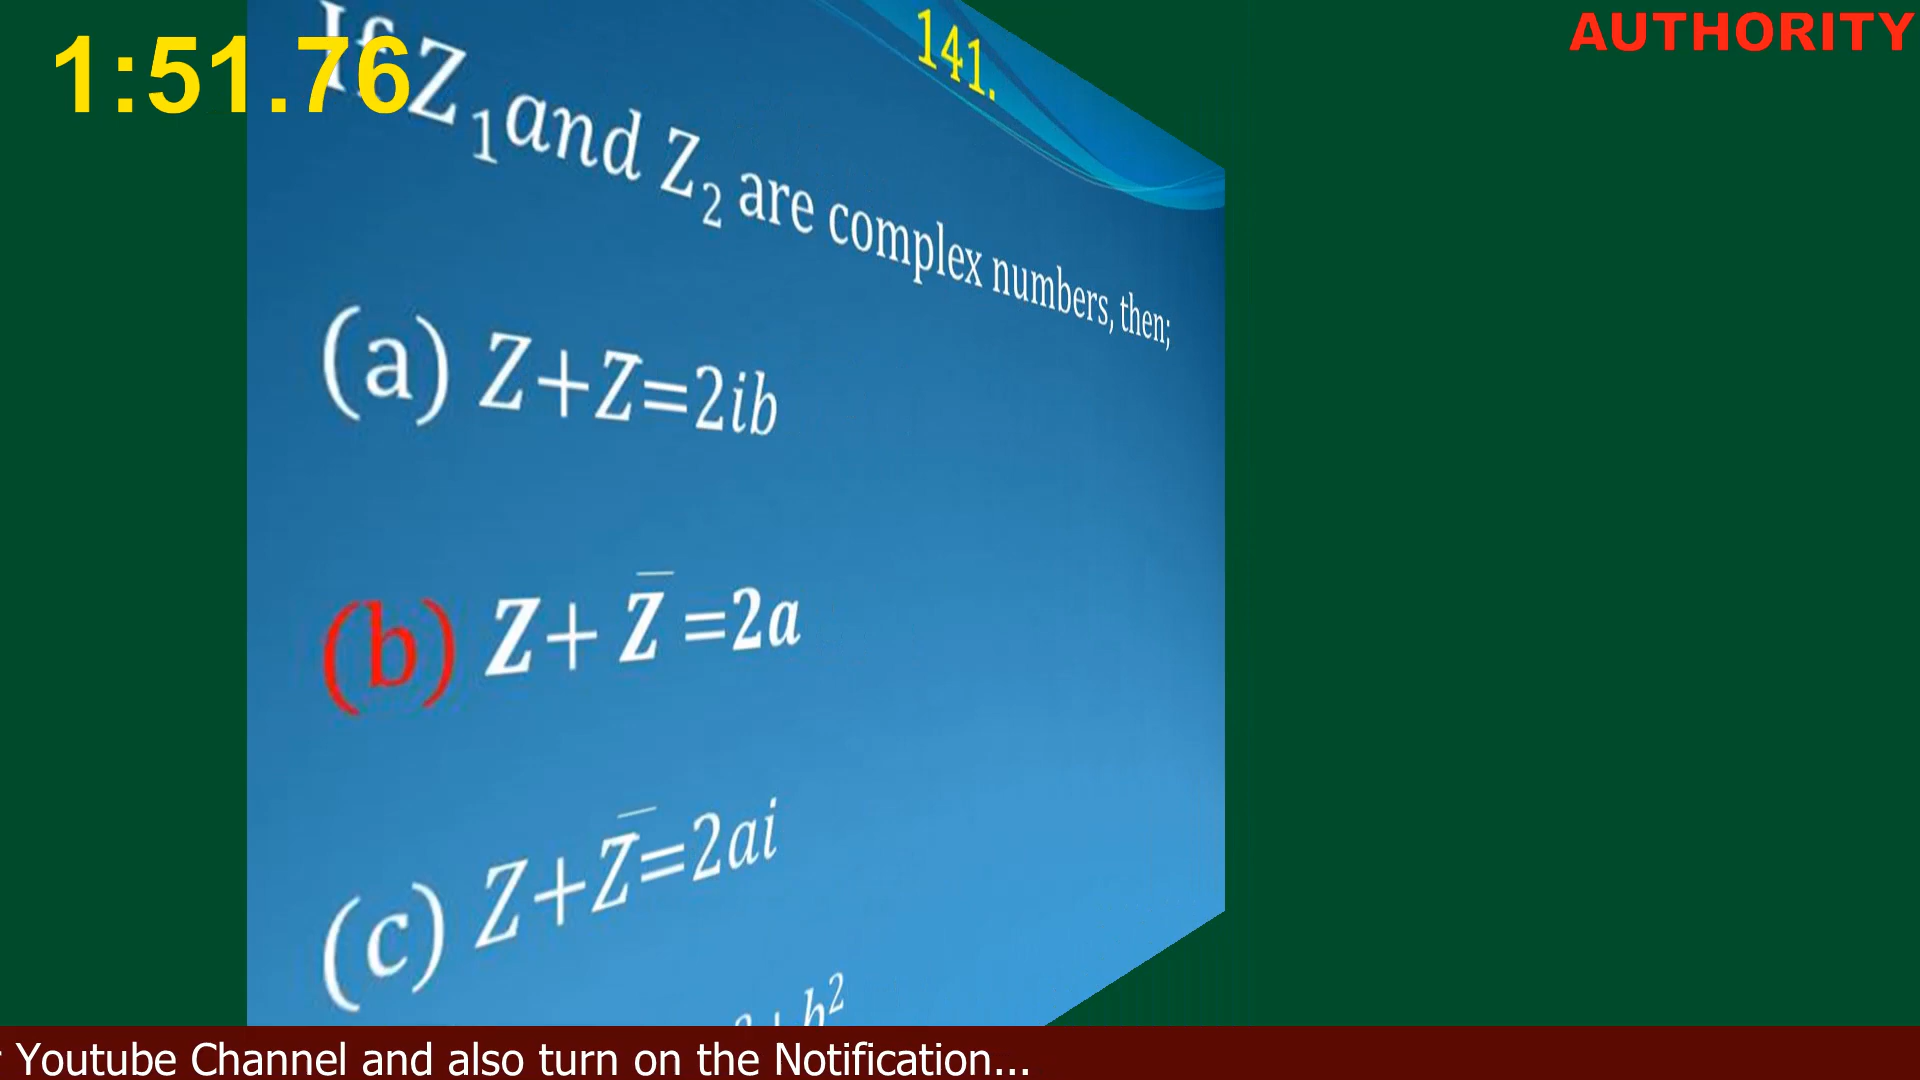 1:51.76
AUTHORITY
141.
If Z₁ and Z₂ are complex numbers, then;
(a) Z+Z=2ib
(b) Z+ Z̅ =2a
(c) Z+Z̅=2ai
+ b²
Youtube Channel and also turn on the Notification...